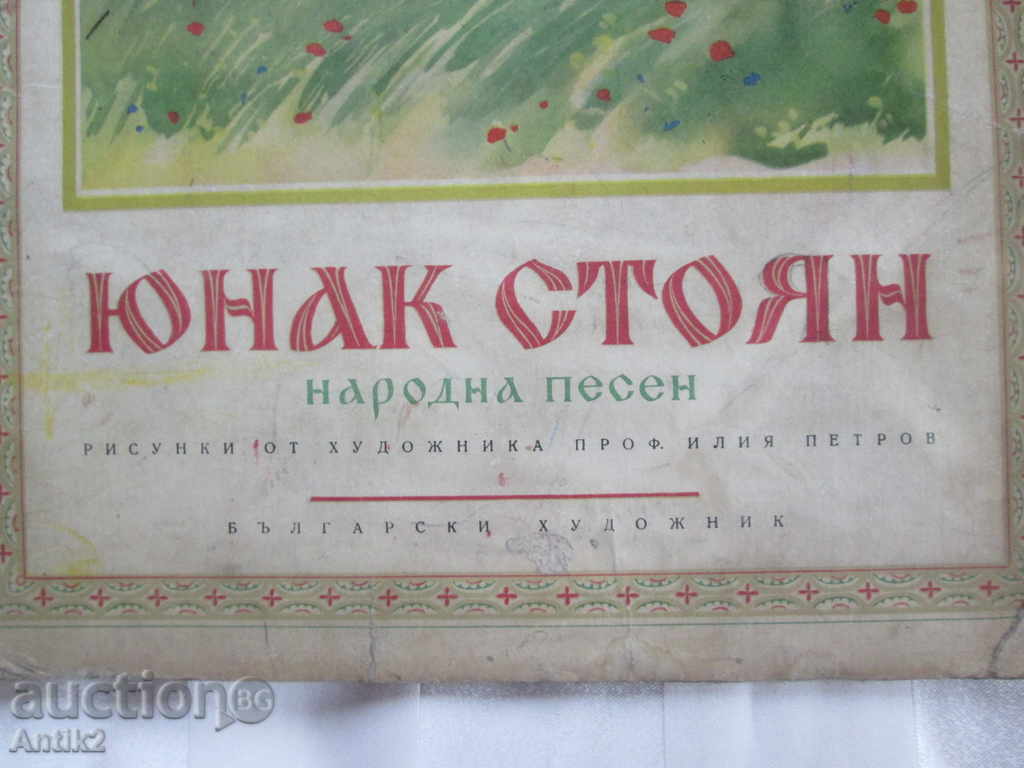 ЮНАК СТОЯН
НАРОДНА ПЕСЕН
РИСУНКИ ОТ ХУДОЖНИКА ПРОФ. ИЛИЯ ПЕТРОВ
БЪЛГАРСКИ ХУДОЖНИК
auction BG
Antik2